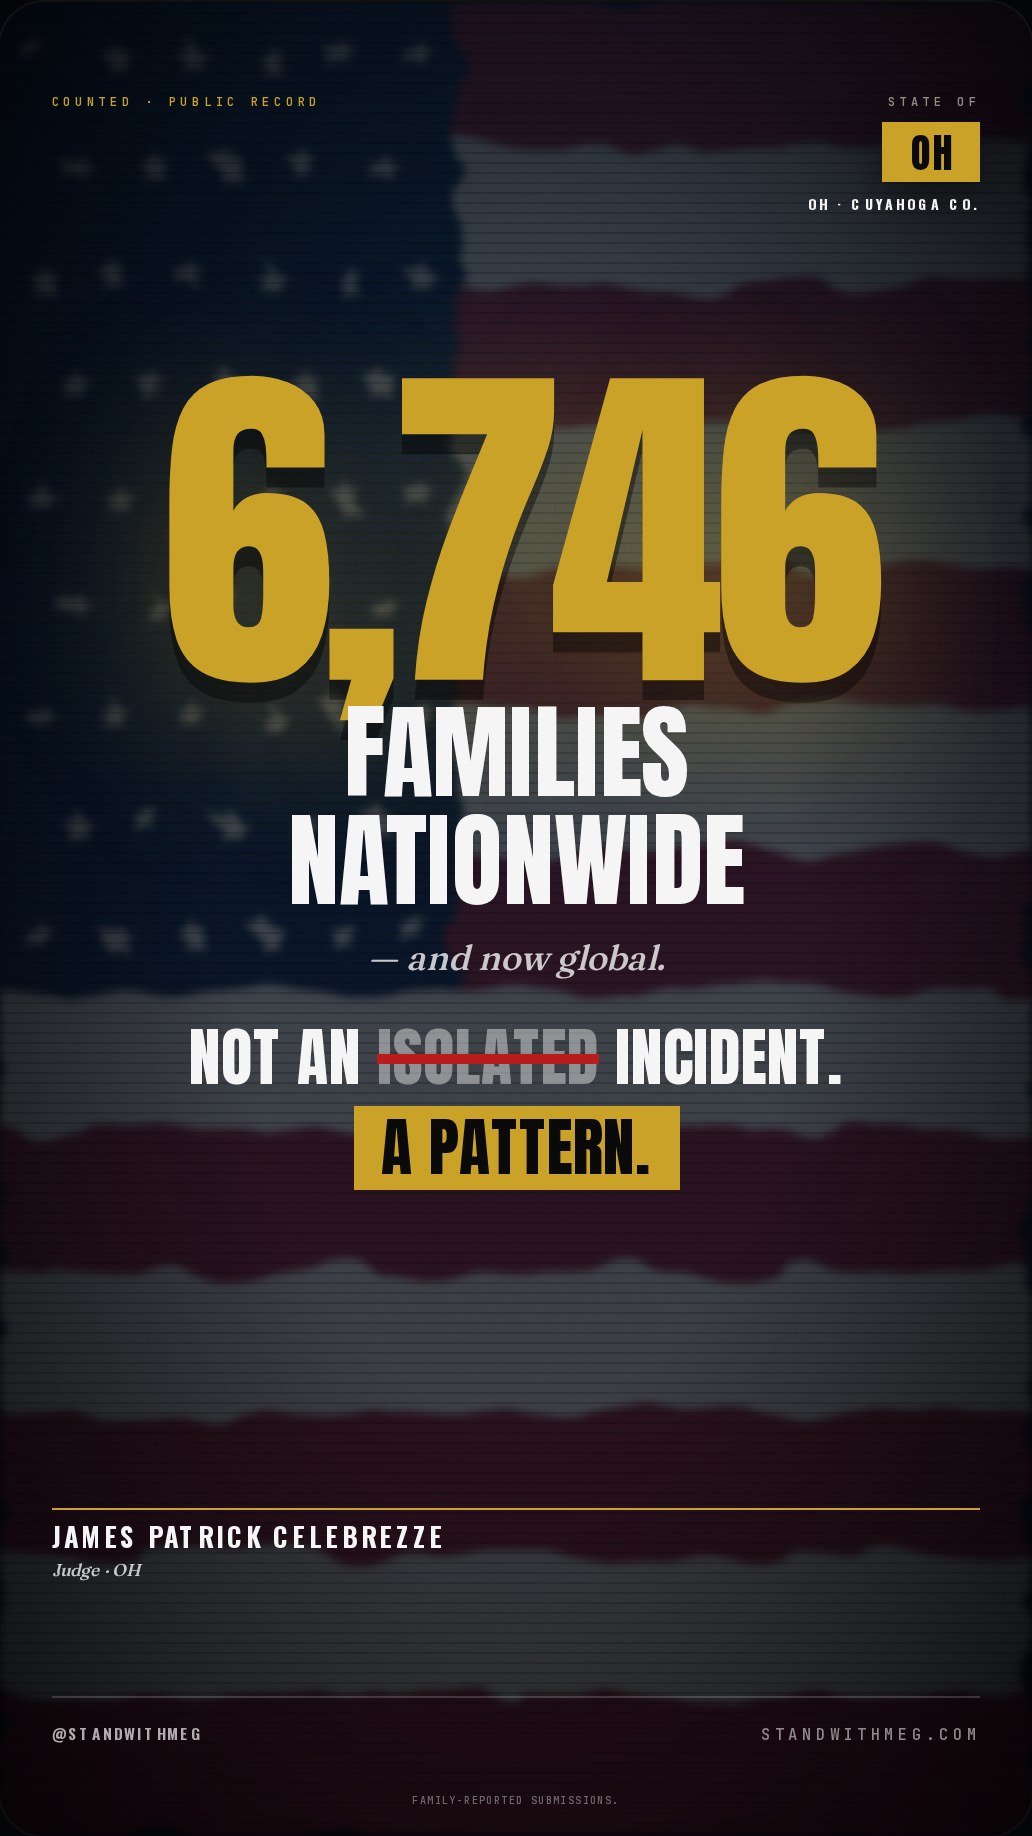 COUNTED · PUBLIC RECORD
STATE OF
OH
OH · CUYAHOGA CO.
6,746
FAMILIES
NATIONWIDE
— and now global.
NOT AN ISOLATED INCIDENT.
A PATTERN.
JAMES PATRICK CELEBREZZE
Judge · OH
@STANDWITHMEG
STANDWITHMEG.COM
FAMILY-REPORTED SUBMISSIONS.